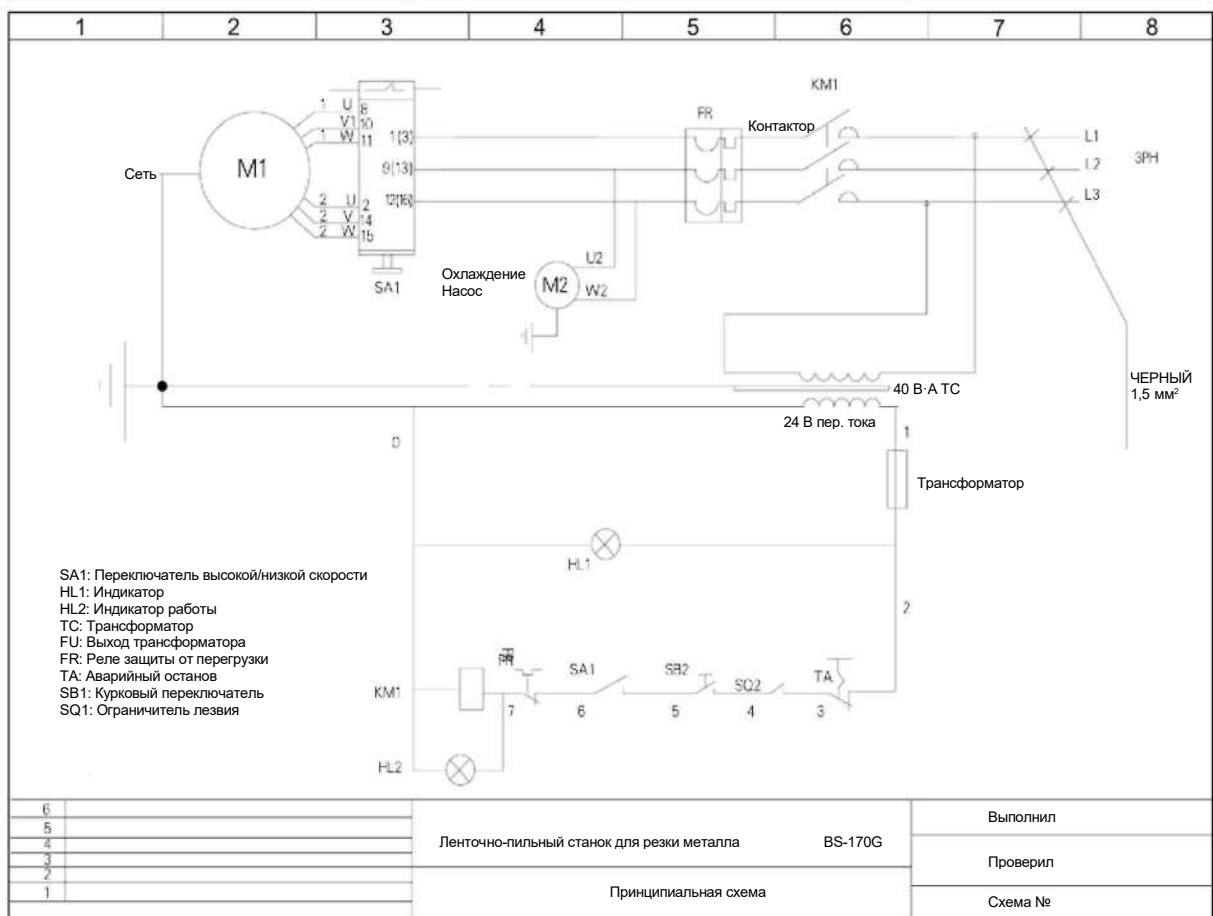 1 2 3 4 5 6 7 8
KM1
FR
Контактор
1 U 8
V1 10
1 W 11
1(3)
L1
M1
9(13)
L2
3PH
Сеть
12(16)
L3
2 U 2
2 V 14
2 W 15
SA1
Охлаждение
Насос
M2
U2
W2
40 В·А TC
ЧЕРНЫЙ
1,5 мм²
24 В пер. тока
1
0
Трансформатор
HL1
2
SA1: Переключатель высокой/низкой скорости
HL1: Индикатор
HL2: Индикатор работы
TC: Трансформатор
FU: Выход трансформатора
FR: Реле защиты от перегрузки
TA: Аварийный останов
SB1: Курковый переключатель
SQ1: Ограничитель лезвия
SA1
SB2
SQ2
TA
KM1
7 6 5 4 3
HL2
6
5
4
3
2
1
Ленточно-пильный станок для резки металла BS-170G
Принципиальная схема
Выполнил
Проверил
Схема №